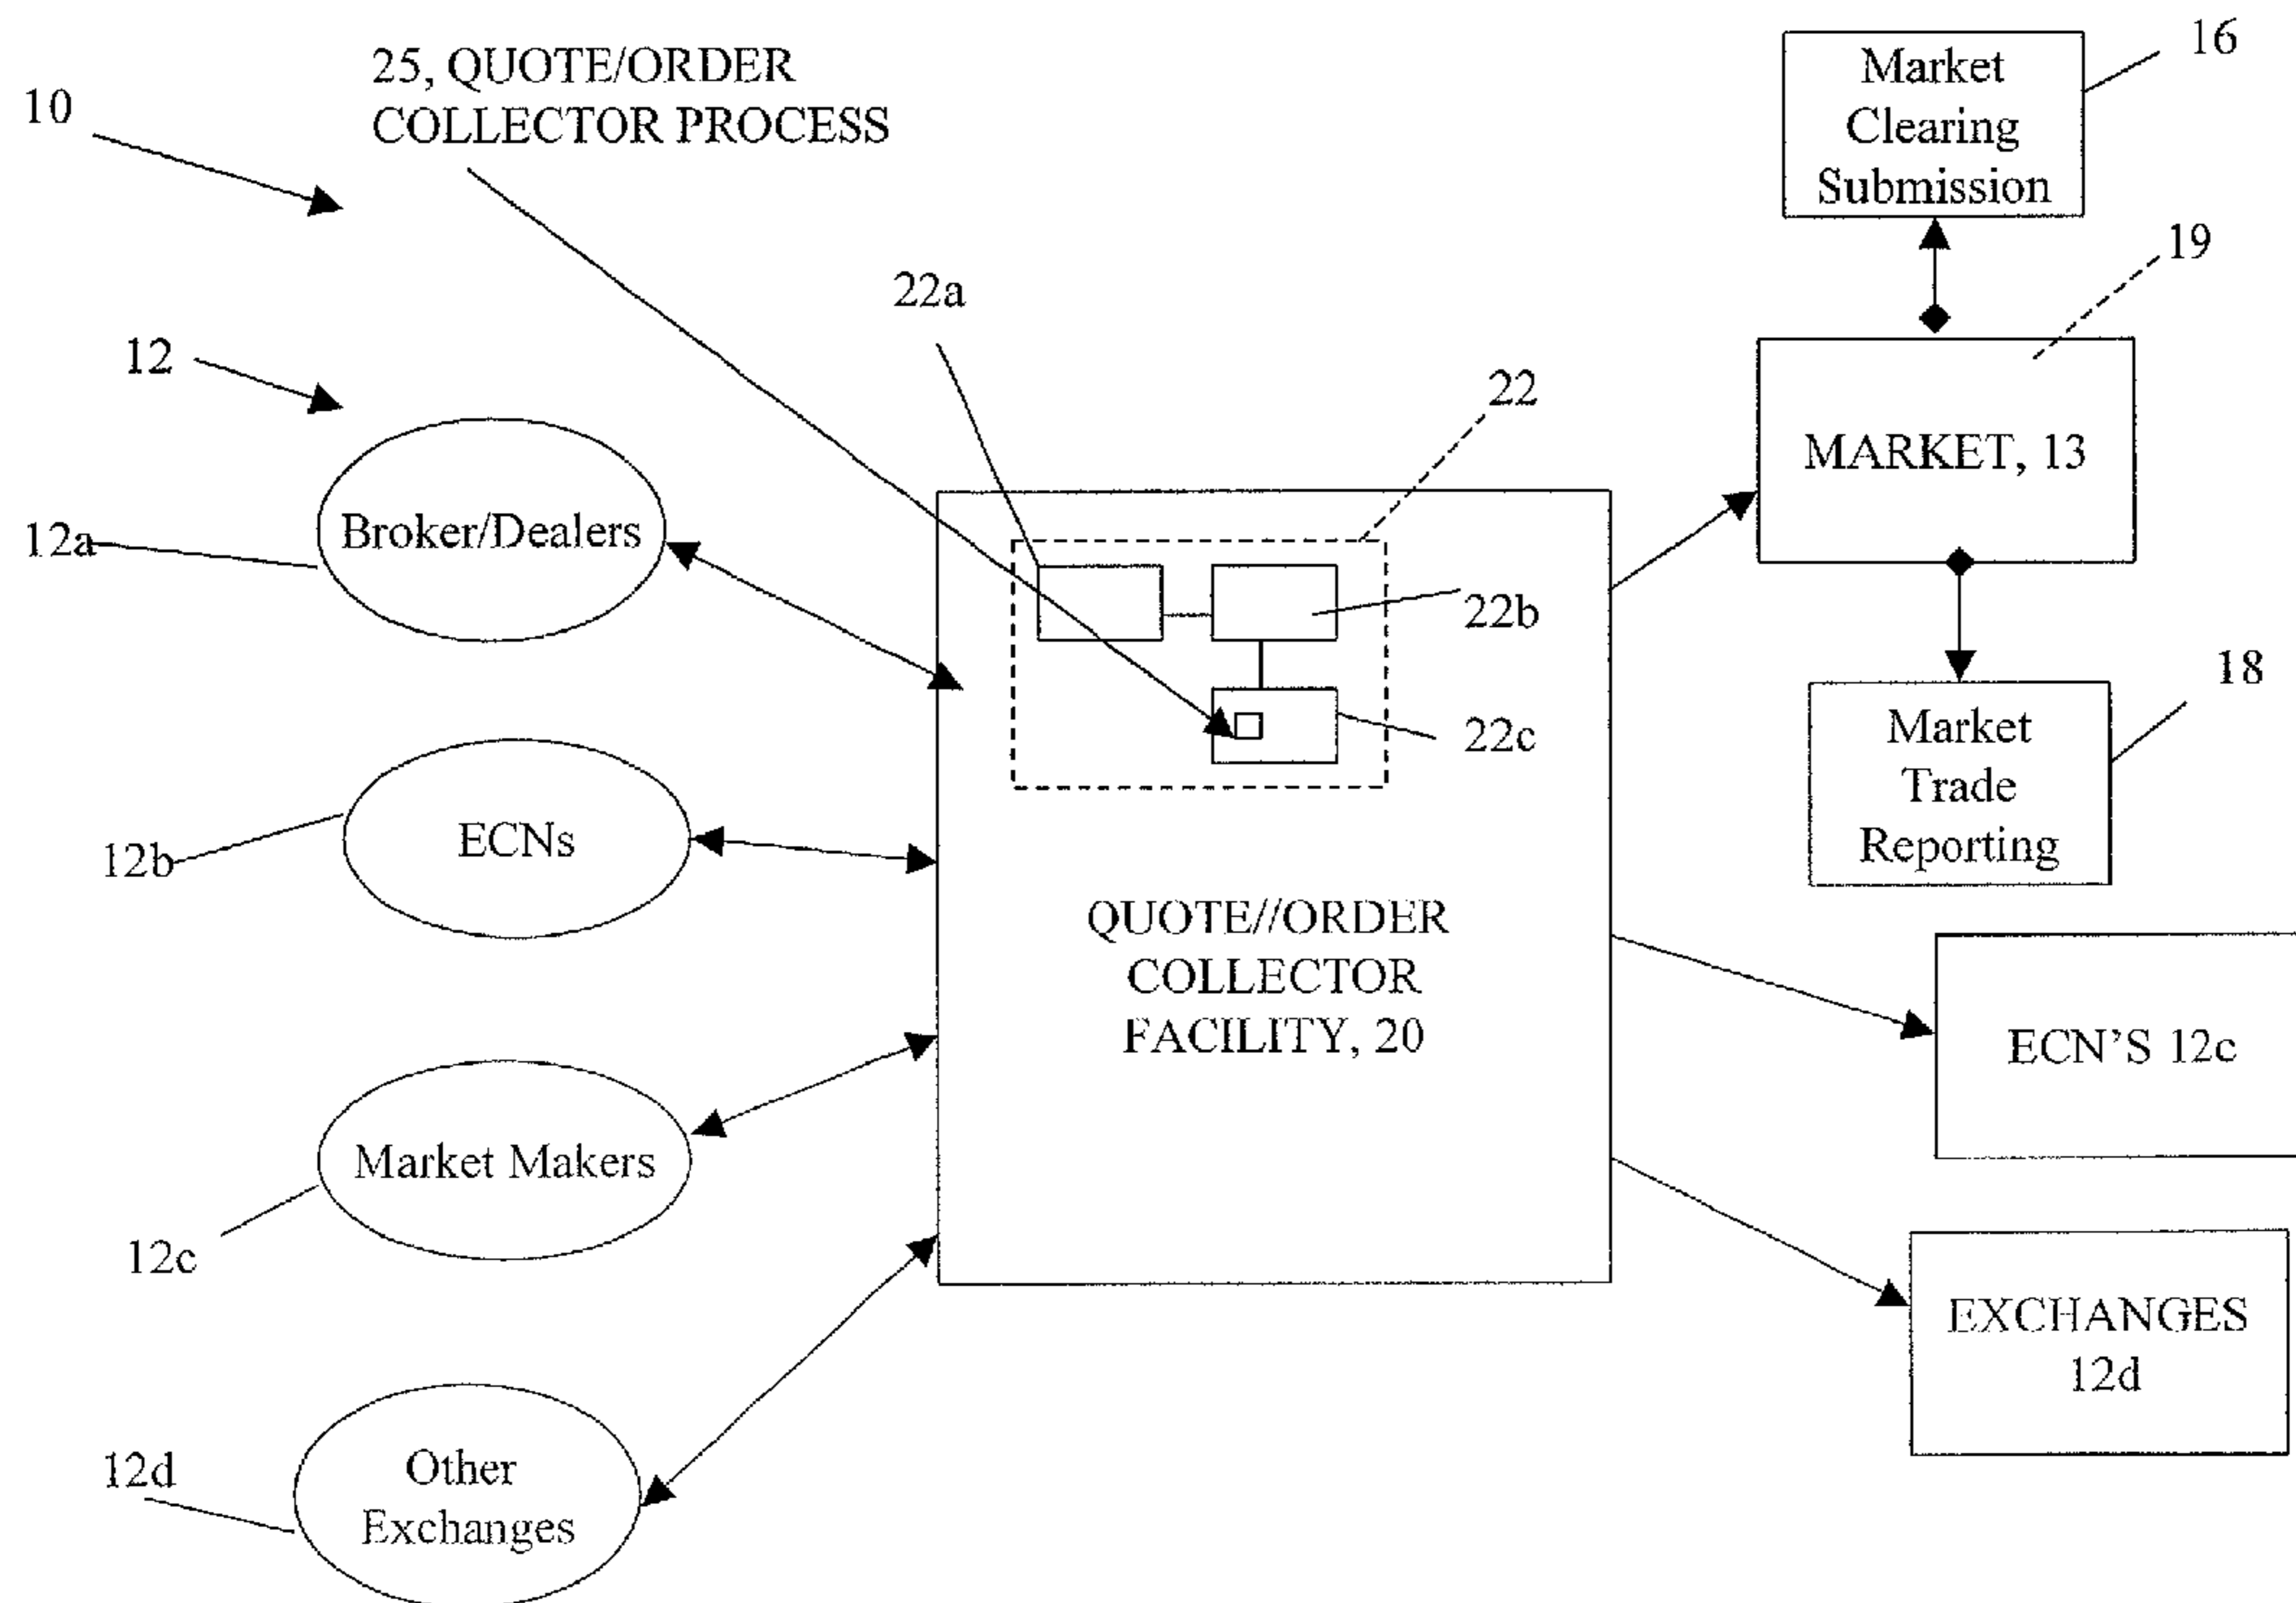 10
25, QUOTE/ORDER
COLLECTOR PROCESS
16
Market
Clearing
Submission
19
22a
12
22
MARKET, 13
12a
Broker/Dealers
22b
22c
18
Market
Trade
Reporting
12b
ECNs
QUOTE//ORDER
COLLECTOR
FACILITY, 20
ECN'S 12c
Market Makers
12c
EXCHANGES
12d
12d
Other
Exchanges